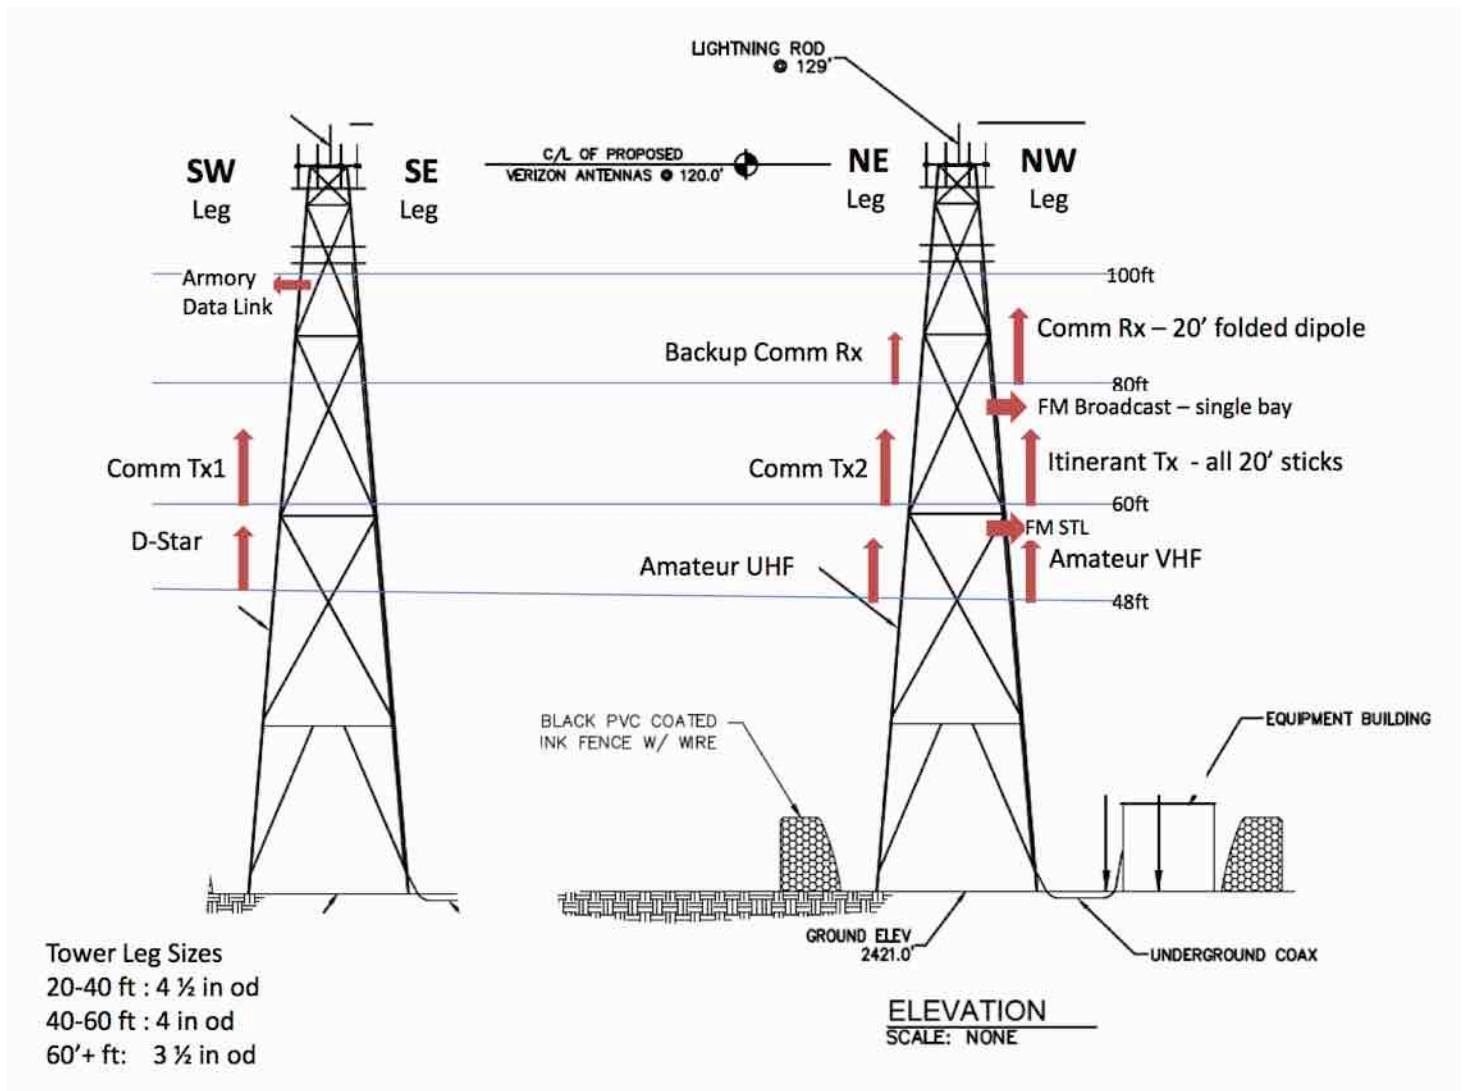 LIGHTNING ROD
@ 129'
SW
Leg
SE
Leg
C/L OF PROPOSED
VERIZON ANTENNAS @ 120.0'
NE
Leg
NW
Leg
Armory
Data Link
100ft
Comm Rx – 20' folded dipole
Backup Comm Rx
80ft
FM Broadcast – single bay
Comm Tx1
Comm Tx2
Itinerant Tx - all 20' sticks
60ft
D-Star
FM STL
Amateur UHF
Amateur VHF
48ft
BLACK PVC COATED
INK FENCE W/ WIRE
EQUIPMENT BUILDING
GROUND ELEV
2421.0'
UNDERGROUND COAX
Tower Leg Sizes
20-40 ft : 4 ½ in od
40-60 ft : 4 in od
60'+ ft: 3 ½ in od
ELEVATION
SCALE: NONE